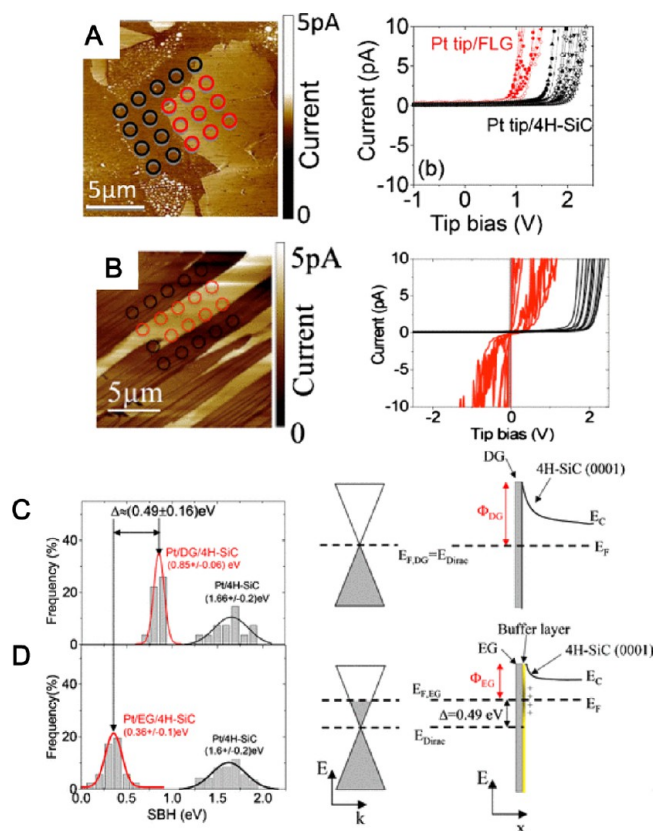 A
5µm
5pA
Current
0
Current (pA)
10
5
0
-5
-10
Pt tip/FLG
Pt tip/4H-SiC
(b)
-1 0 1 2
Tip bias (V)
B
5µm
5pA
Current
0
Current (pA)
10
5
0
-5
-10
-2 0 2
Tip bias (V)
C
Frequency (%)
40
20
0
Δ≈(0.49±0.16)eV
Pt/DG/4H-SiC
(0.85+/-0.06) eV
Pt/4H-SiC
(1.66+/-0.2)eV
E_F,DG=E_Dirac
DG
4H-SiC (0001)
Φ_DG
E_C
E_F
D
Frequency (%)
40
20
0
Pt/EG/4H-SiC
(0.36+/-0.1)eV
Pt/4H-SiC
(1.6+/-0.2)eV
0.0 0.5 1.0 1.5 2.0
SBH (eV)
E_F,EG
E_Dirac
E
k
Buffer layer
EG
4H-SiC (0001)
Φ_EG
E_C
E_F
Δ=0.49 eV
+
+
+
+
x